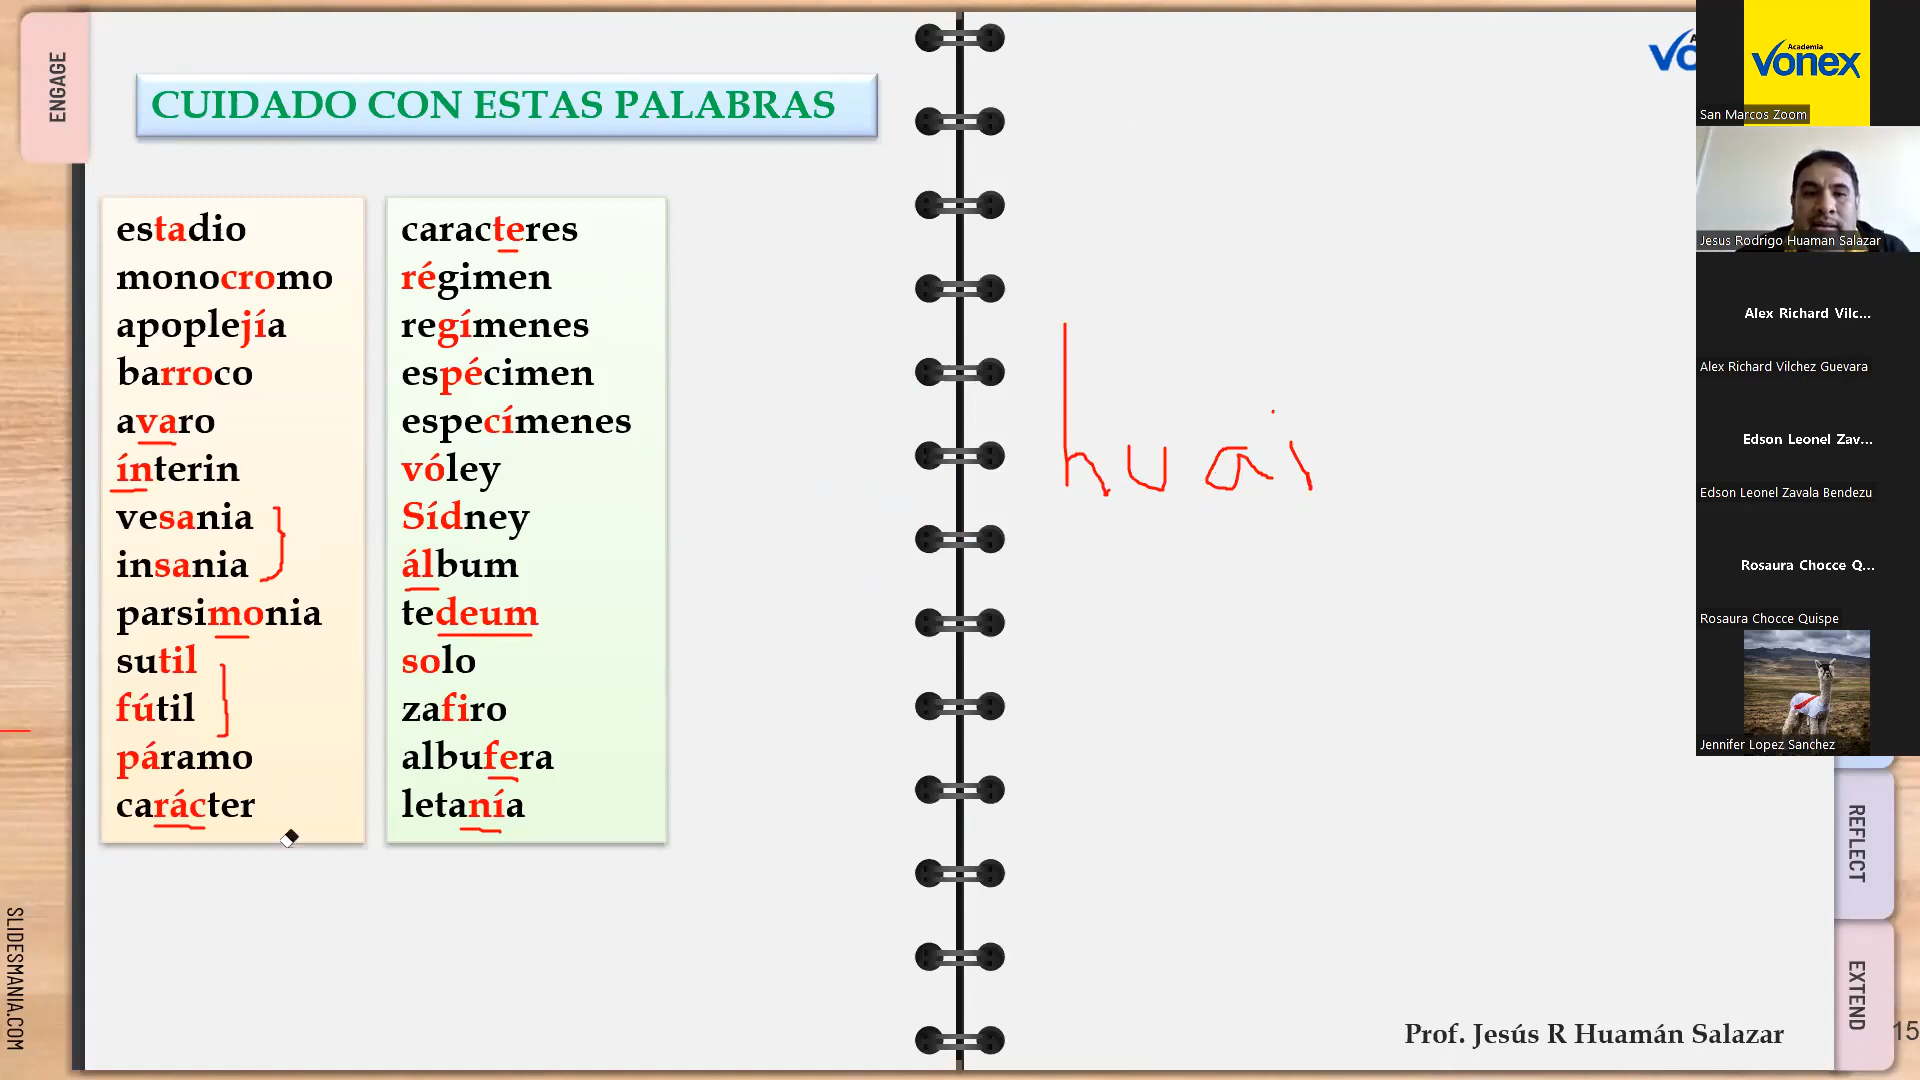 ENGAGE
CUIDADO CON ESTAS PALABRAS
estadio
monocromo
apoplejía
barroco
avaro
ínterin
vesania
insania
parsimonia
sutil
fútil
páramo
carácter
caracteres
régimen
regímenes
espécimen
especímenes
vóley
Sídney
álbum
tedeum
solo
zafiro
albufera
letanía
huai
Academia
vonex
San Marcos Zoom
Jesus Rodrigo Huaman Salazar
Alex Richard Vilc...
Alex Richard Vilchez Guevara
Edson Leonel Zav...
Edson Leonel Zavala Bendezu
Rosaura Chocce Q...
Rosaura Chocce Quispe
Jennifer Lopez Sanchez
REFLECT
EXTEND
SLIDESMANIA.COM
Prof. Jesús R Huamán Salazar
15